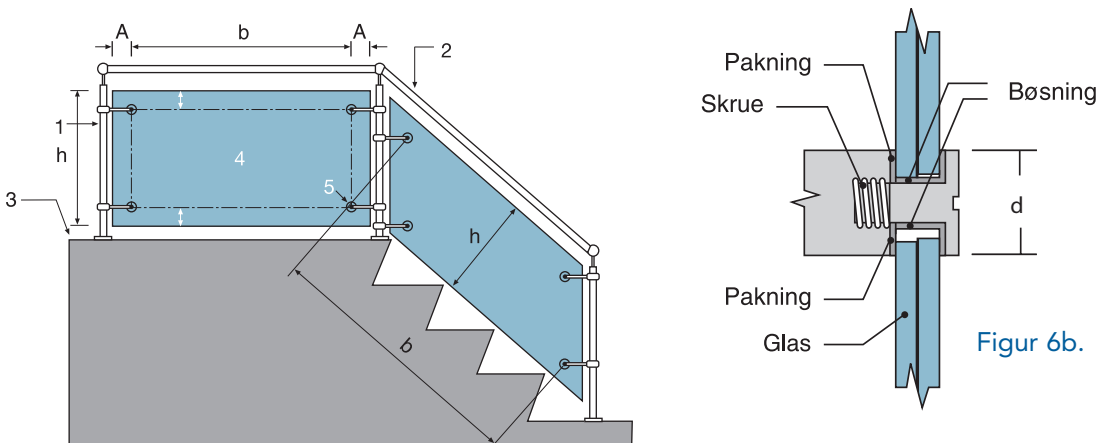 A
b
A
2
1
h
4
5
3
h
b
Pakning
Skrue
Bøsning
d
Pakning
Glas
Figur 6b.